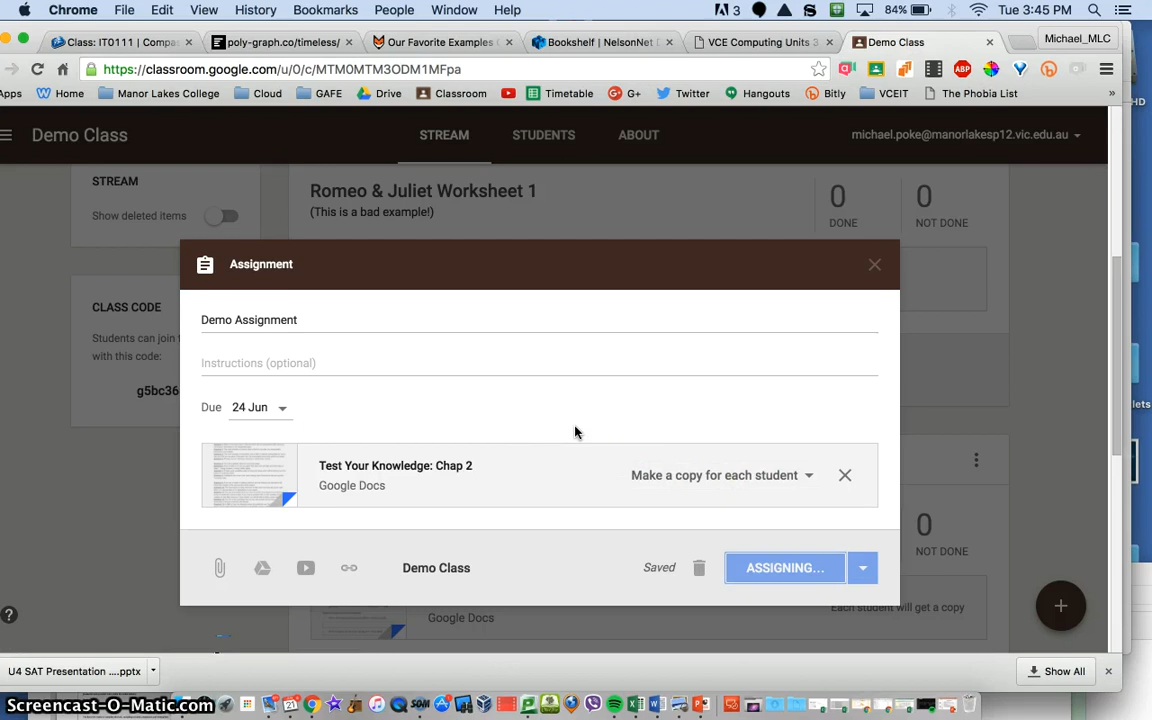 Chrome File Edit View History Bookmarks People Window Help 3 84% Tue 3:45 PM
Class: IT0111 | Compas poly-graph.co/timeless/ Our Favorite Examples Bookshelf | NelsonNet VCE Computing Units 3 Demo Class Michael_MLC
https://classroom.google.com/u/0/c/MTM0MTM3ODM1MFpa ABP
Apps Home Manor Lakes College Cloud GAFE Drive Classroom Timetable G+ Twitter Hangouts Bitly VCEIT The Phobia List »
Demo Class STREAM STUDENTS ABOUT michael.poke@manorlakesp12.vic.edu.au
STREAM
Show deleted items
Romeo & Juliet Worksheet 1
(This is a bad example!)
0 0
DONE NOT DONE
Assignment
CLASS CODE
Students can join
with this code:
g5bc36
Demo Assignment
Instructions (optional)
Due 24 Jun
Test Your Knowledge: Chap 2
Google Docs
Make a copy for each student
0
NOT DONE
Demo Class
Saved
ASSIGNING...
Each student will get a copy
Google Docs
?
+
U4 SAT Presentation ....pptx
Show All
HD
lets
Screencast-O-Matic.com